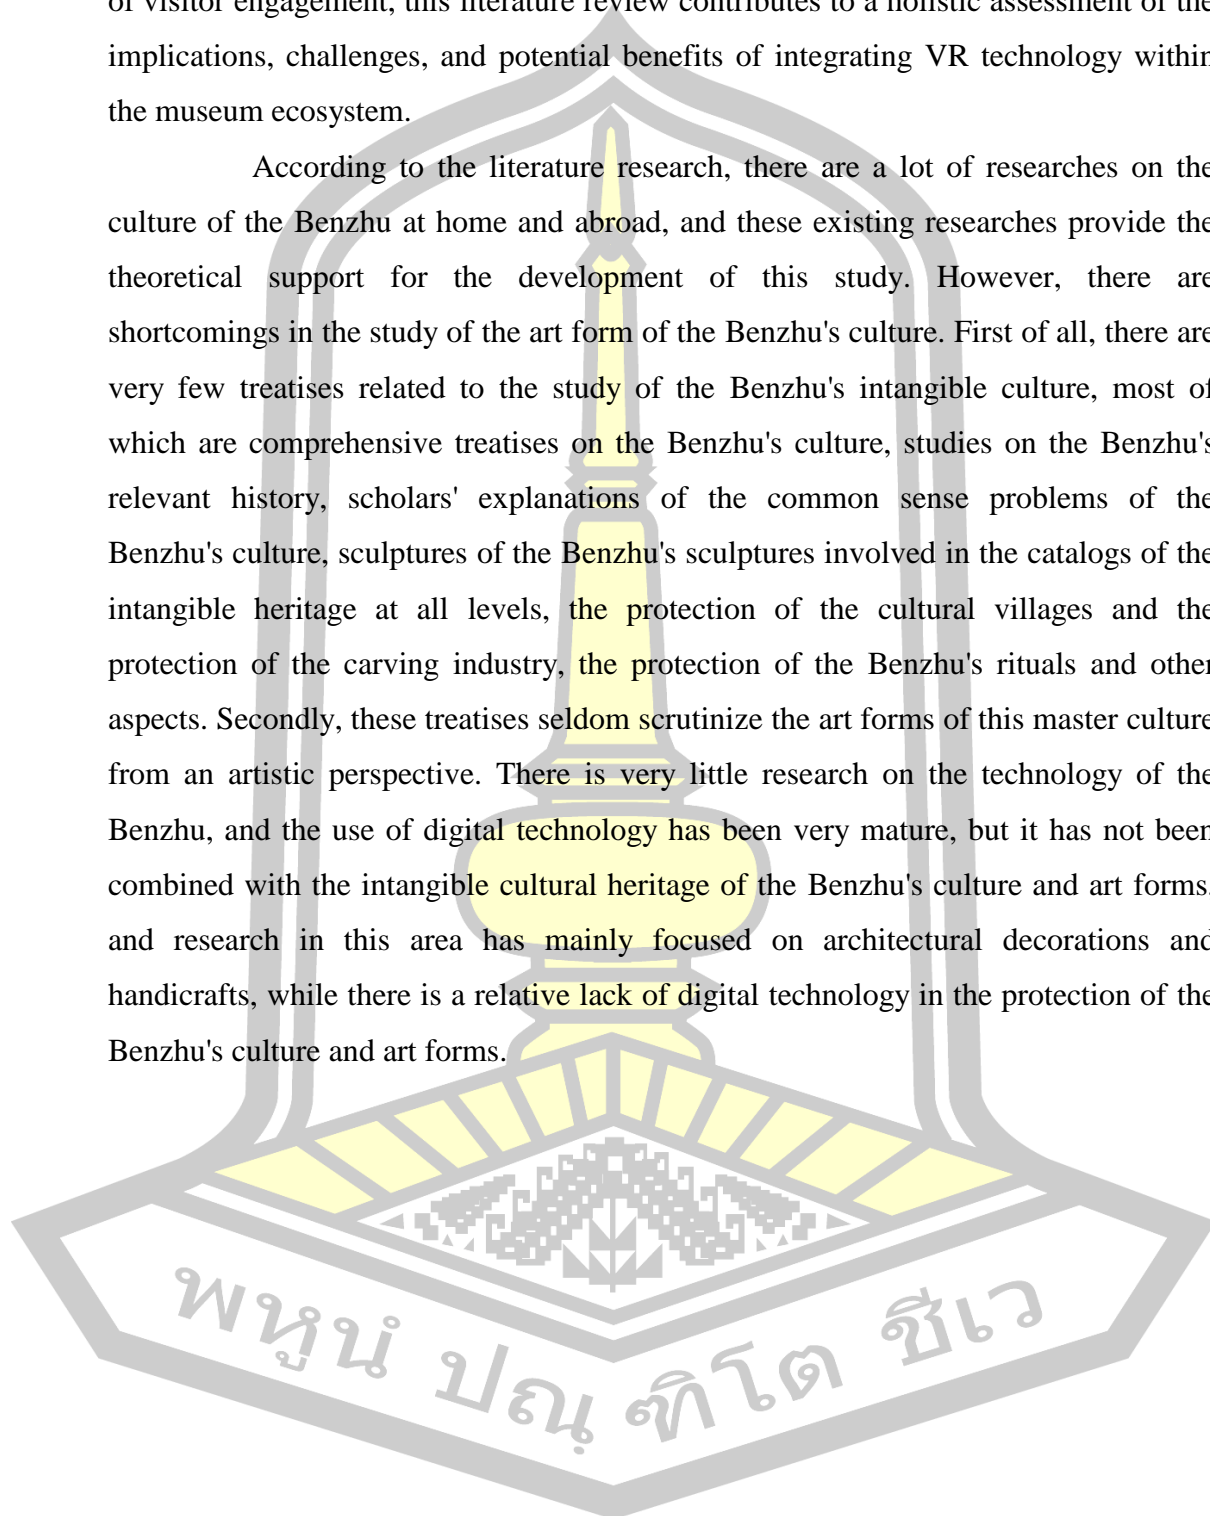 of visitor engagement, this literature review contributes to a holistic assessment of the
implications, challenges, and potential benefits of integrating VR technology within
the museum ecosystem.
According to the literature research, there are a lot of researches on the
culture of the Benzhu at home and abroad, and these existing researches provide the
theoretical support for the development of this study. However, there are
shortcomings in the study of the art form of the Benzhu's culture. First of all, there are
very few treatises related to the study of the Benzhu's intangible culture, most of
which are comprehensive treatises on the Benzhu's culture, studies on the Benzhu's
relevant history, scholars' explanations of the common sense problems of the
Benzhu's culture, sculptures of the Benzhu's sculptures involved in the catalogs of the
intangible heritage at all levels, the protection of the cultural villages and the
protection of the carving industry, the protection of the Benzhu's rituals and other
aspects. Secondly, these treatises seldom scrutinize the art forms of this master culture
from an artistic perspective. There is very little research on the technology of the
Benzhu, and the use of digital technology has been very mature, but it has not been
combined with the intangible cultural heritage of the Benzhu's culture and art forms,
and research in this area has mainly focused on architectural decorations and
handicrafts, while there is a relative lack of digital technology in the protection of the
Benzhu's culture and art forms.
พหูนํ ปณฺฑิโต ชีเว